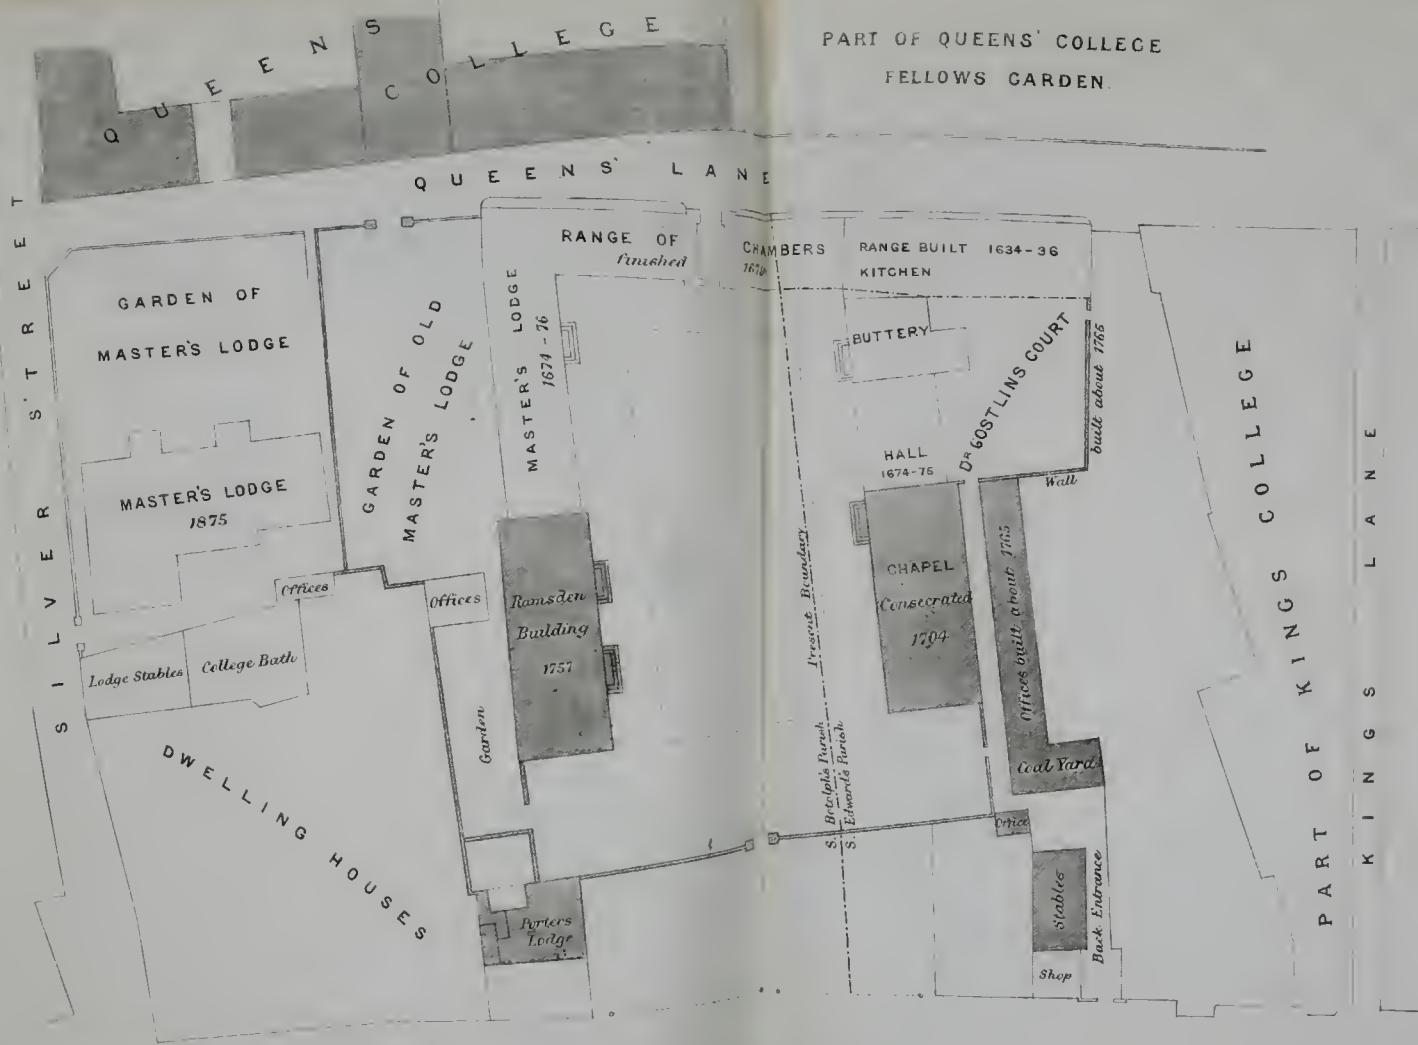 QUEENS
COLLEGE
PART OF QUEENS' COLLEGE
FELLOWS GARDEN.
QUEENS' LANE
SILVER STREET
GARDEN OF
MASTER'S LODGE
GARDEN OF OLD
MASTER'S LODGE
MASTER'S LODGE
1674-76
RANGE OF CHAMBERS
finished
RANGE BUILT 1634-36
KITCHEN
BUTTERY
DR GOSTLINS COURT
built about 1765
HALL
1674-75
Wall
MASTER'S LODGE
1875
Offices
Offices
Lodge Stables
College Bath
Ramsden
Building
1757
Garden
Present Boundary
S. Botolph's Parish
S. Edward's Parish
CHAPEL
Consecrated
1704
Offices built about 1765
Coal Yard
Office
Stables
Back Entrance
Shop
Porters
Lodge
DWELLING HOUSES
PART OF KINGS COLLEGE
KINGS LANE